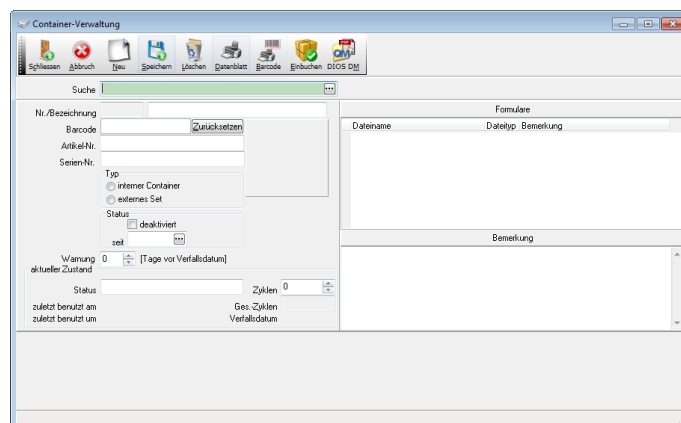 Container-Verwaltung
Schliessen Abbruch Neu Speichern Löschen Datenblatt Barcode Einbuchen DIOS DM
Suche
Nr./Bezeichnung
Barcode Zurücksetzen
Artikel-Nr.
Serien-Nr.
Typ
interner Container
externes Set
Status
deaktiviert
seit
Warnung 0 [Tage vor Verfallsdatum]
aktueller Zustand
Status Zyklen 0
zuletzt benutzt am Ges.-Zyklen
zuletzt benutzt um Verfallsdatum
Formulare
Dateiname Dateityp Bemerkung
Bemerkung